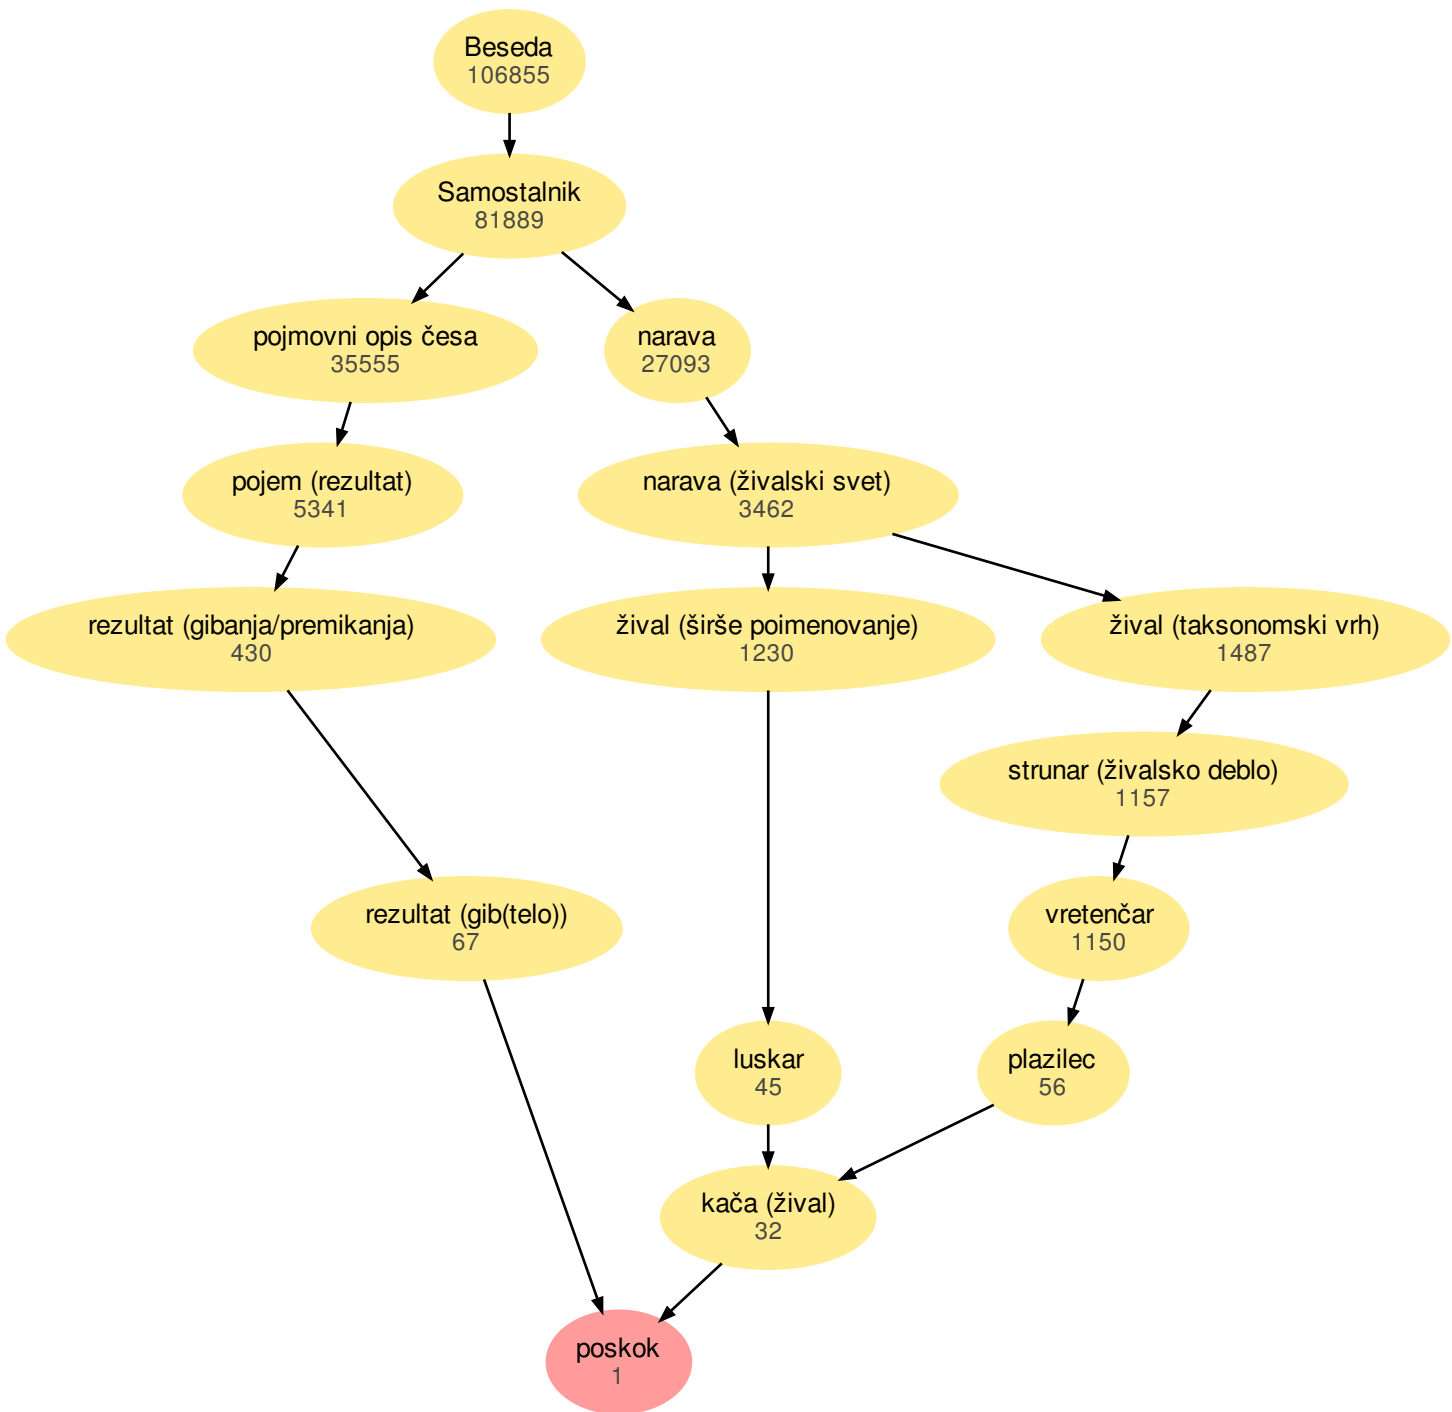 Beseda
106855
Samostalnik
81889
pojmovni opis česa
35555
narava
27093
pojem (rezultat)
5341
narava (živalski svet)
3462
rezultat (gibanja/premikanja)
430
žival (širše poimenovanje)
1230
žival (taksonomski vrh)
1487
strunar (živalsko deblo)
1157
rezultat (gib(telo))
67
vretenčar
1150
luskar
45
plazilec
56
kača (žival)
32
poskok
1